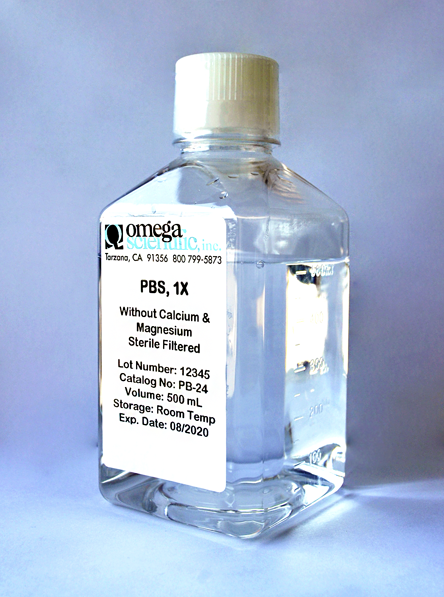 omega
scientific, inc.
Tarzana, CA 91356 800 799-5873
PBS, 1X
Without Calcium &
Magnesium
Sterile Filtered
Lot Number: 12345
Catalog No: PB-24
Volume: 500 mL
Storage: Room Temp
Exp. Date: 08/2020
100